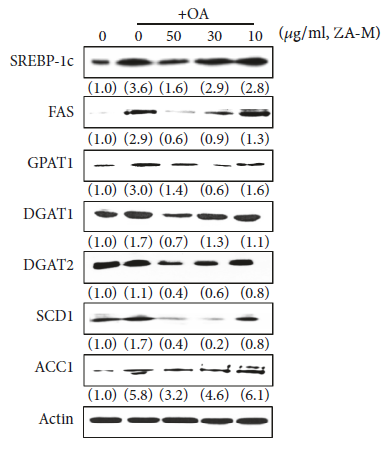 +OA
0 0 50 30 10 (μg/ml, ZA-M)
SREBP-1c
(1.0) (3.6) (1.6) (2.9) (2.8)
FAS
(1.0) (2.9) (0.6) (0.9) (1.3)
GPAT1
(1.0) (3.0) (1.4) (0.6) (1.6)
DGAT1
(1.0) (1.7) (0.7) (1.3) (1.1)
DGAT2
(1.0) (1.1) (0.4) (0.6) (0.8)
SCD1
(1.0) (1.7) (0.4) (0.2) (0.8)
ACC1
(1.0) (5.8) (3.2) (4.6) (6.1)
Actin